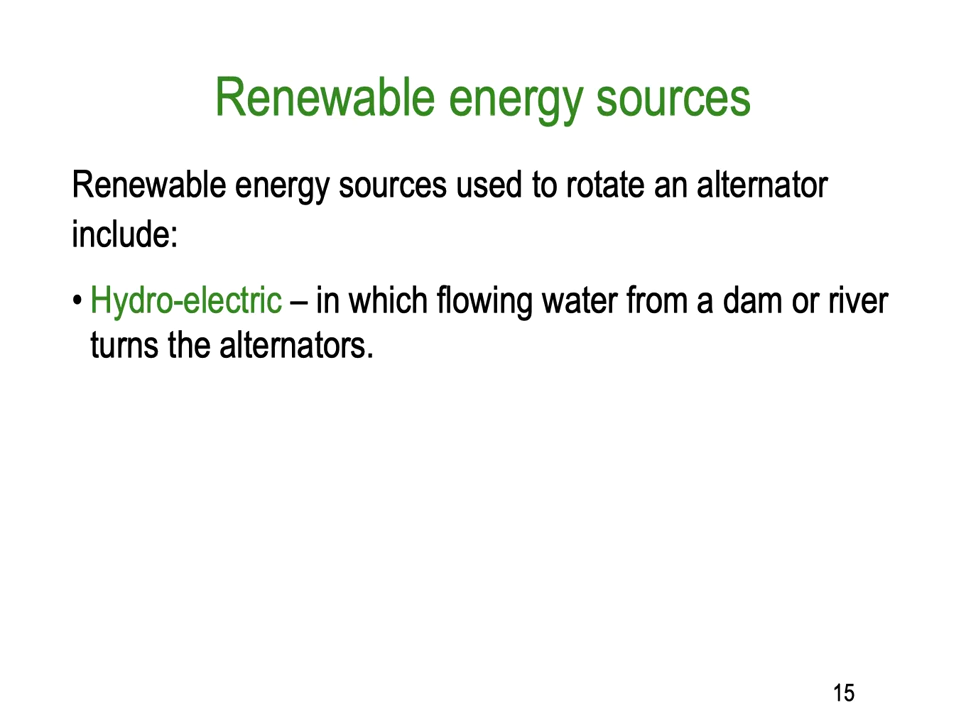 Renewable energy sources
Renewable energy sources used to rotate an alternator
include:
• Hydro-electric – in which flowing water from a dam or river
turns the alternators.
15